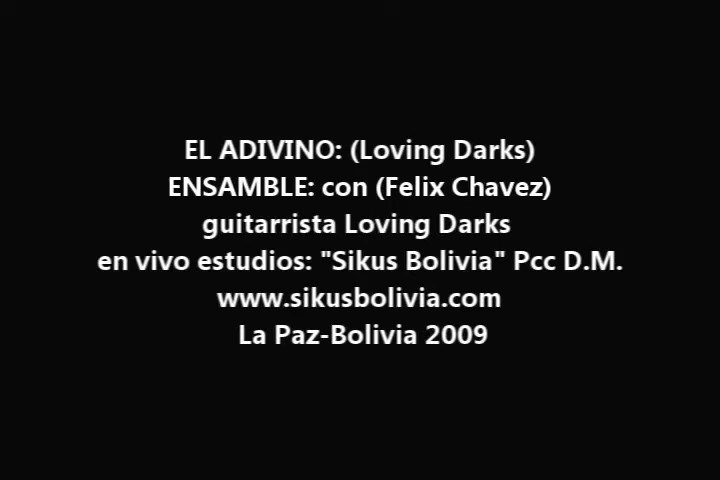 EL ADIVINO: (Loving Darks)
ENSAMBLE: con (Felix Chavez)
guitarrista Loving Darks
en vivo estudios: "Sikus Bolivia" Pcc D.M.
www.sikusbolivia.com
La Paz-Bolivia 2009